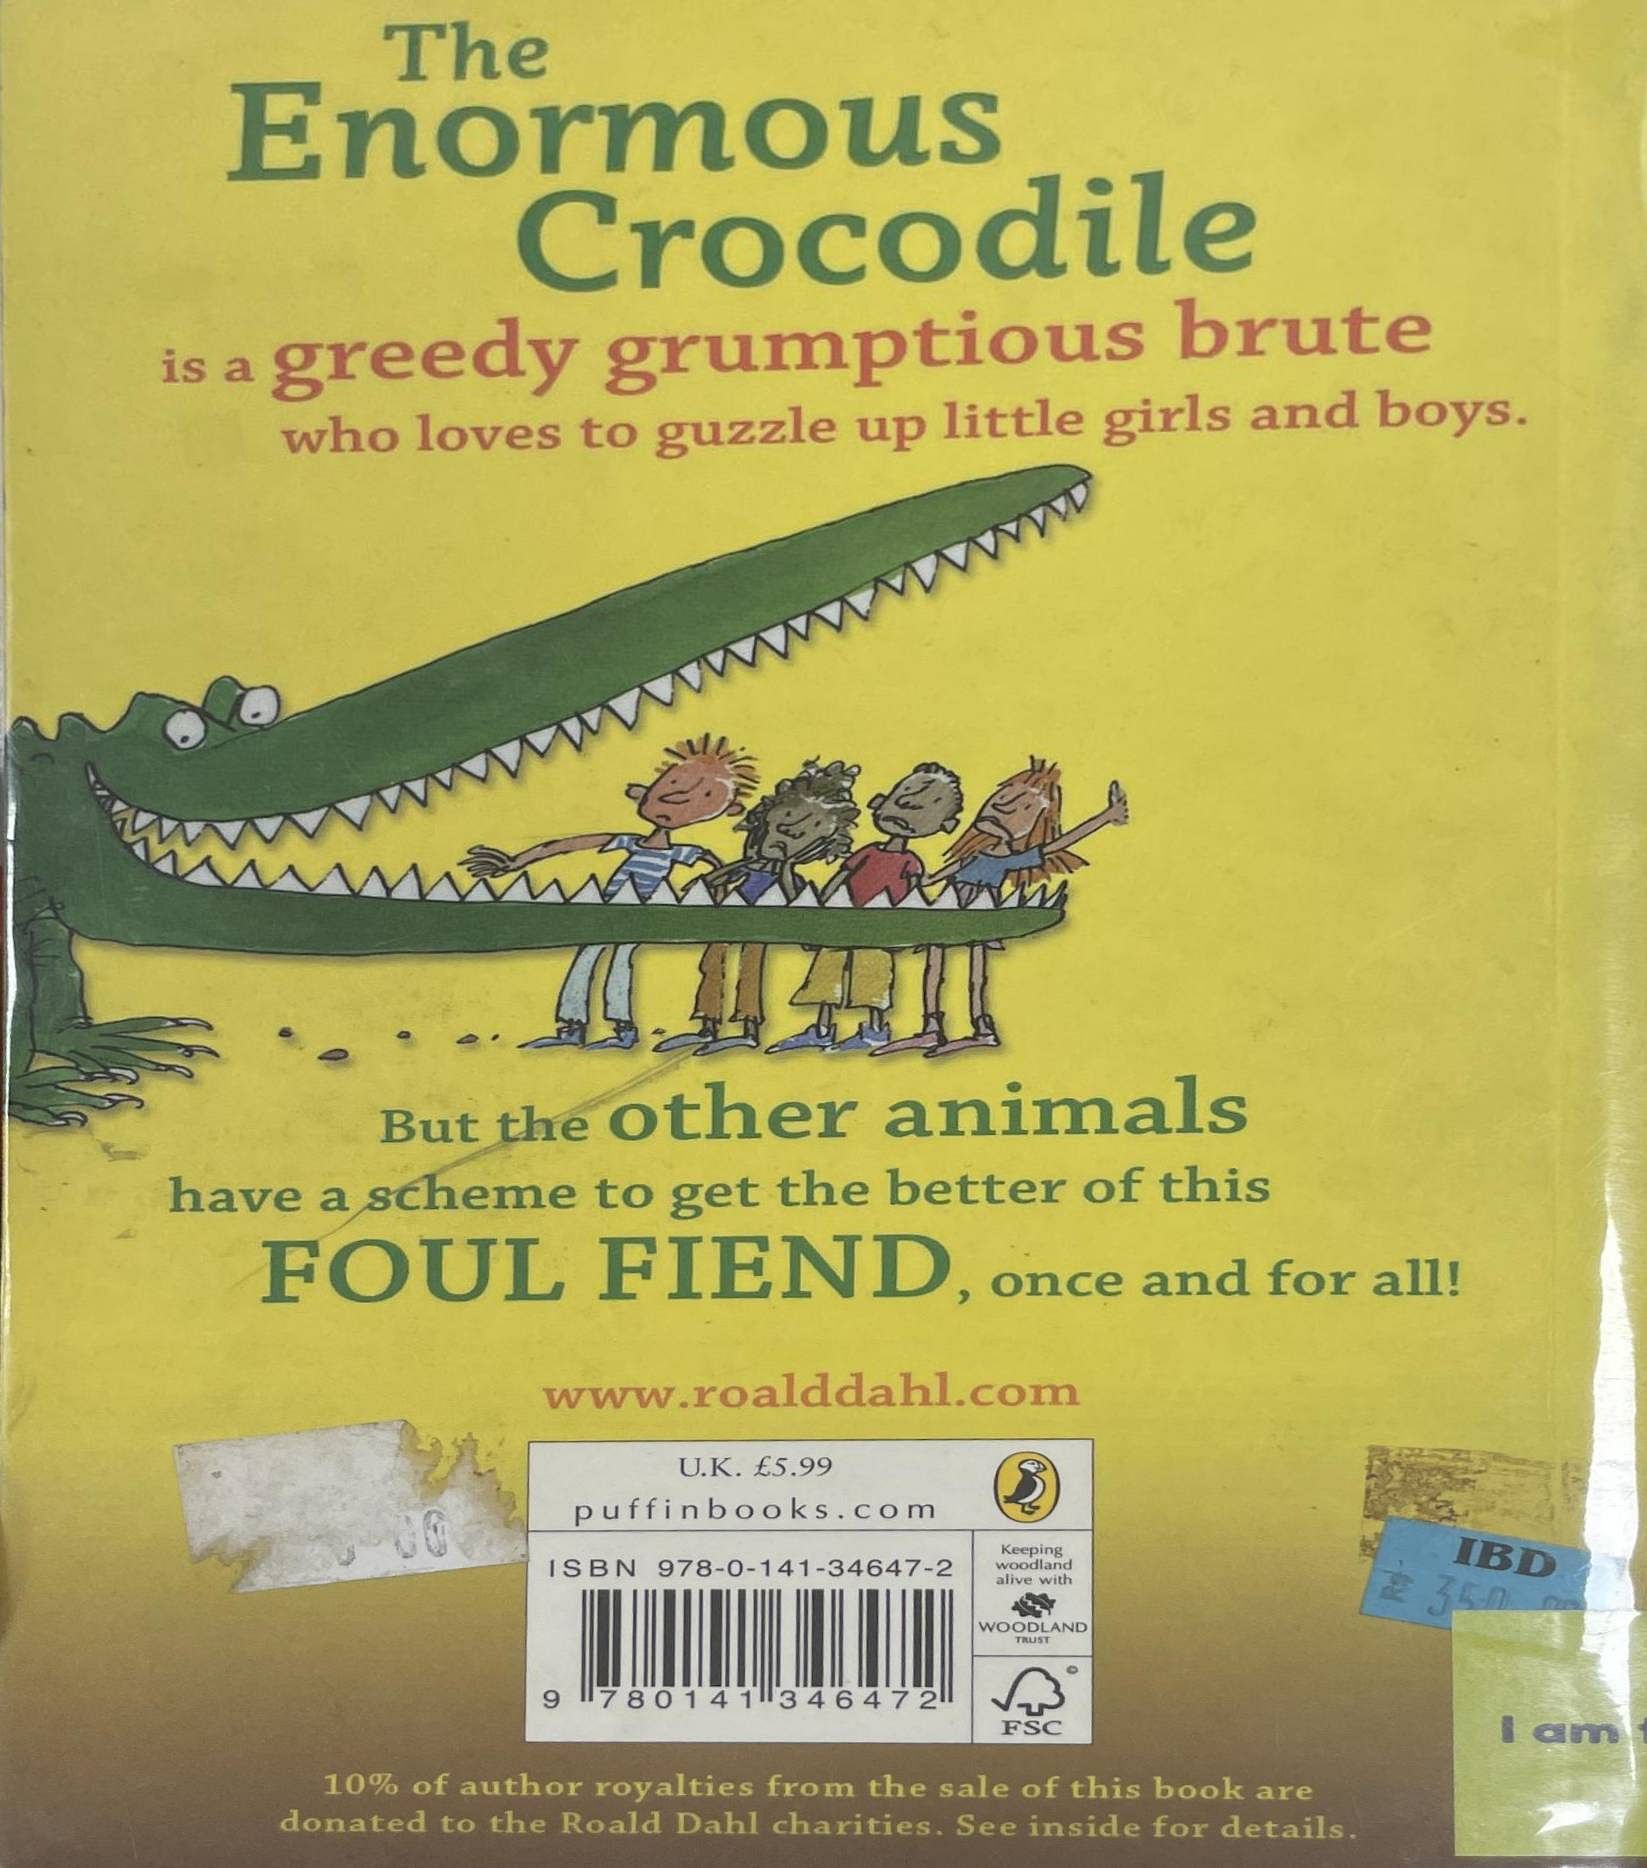 The
Enormous
Crocodile
is a greedy grumptious brute
who loves to guzzle up little girls and boys.
But the other animals
have a scheme to get the better of this
FOUL FIEND, once and for all!
www.roalddahl.com
U.K. £5.99
puffinbooks.com
ISBN 978-0-141-34647-2
9 780141 346472
Keeping
woodland
alive with
WOODLAND
TRUST
FSC
IBD
I am
10% of author royalties from the sale of this book are
donated to the Roald Dahl charities. See inside for details.